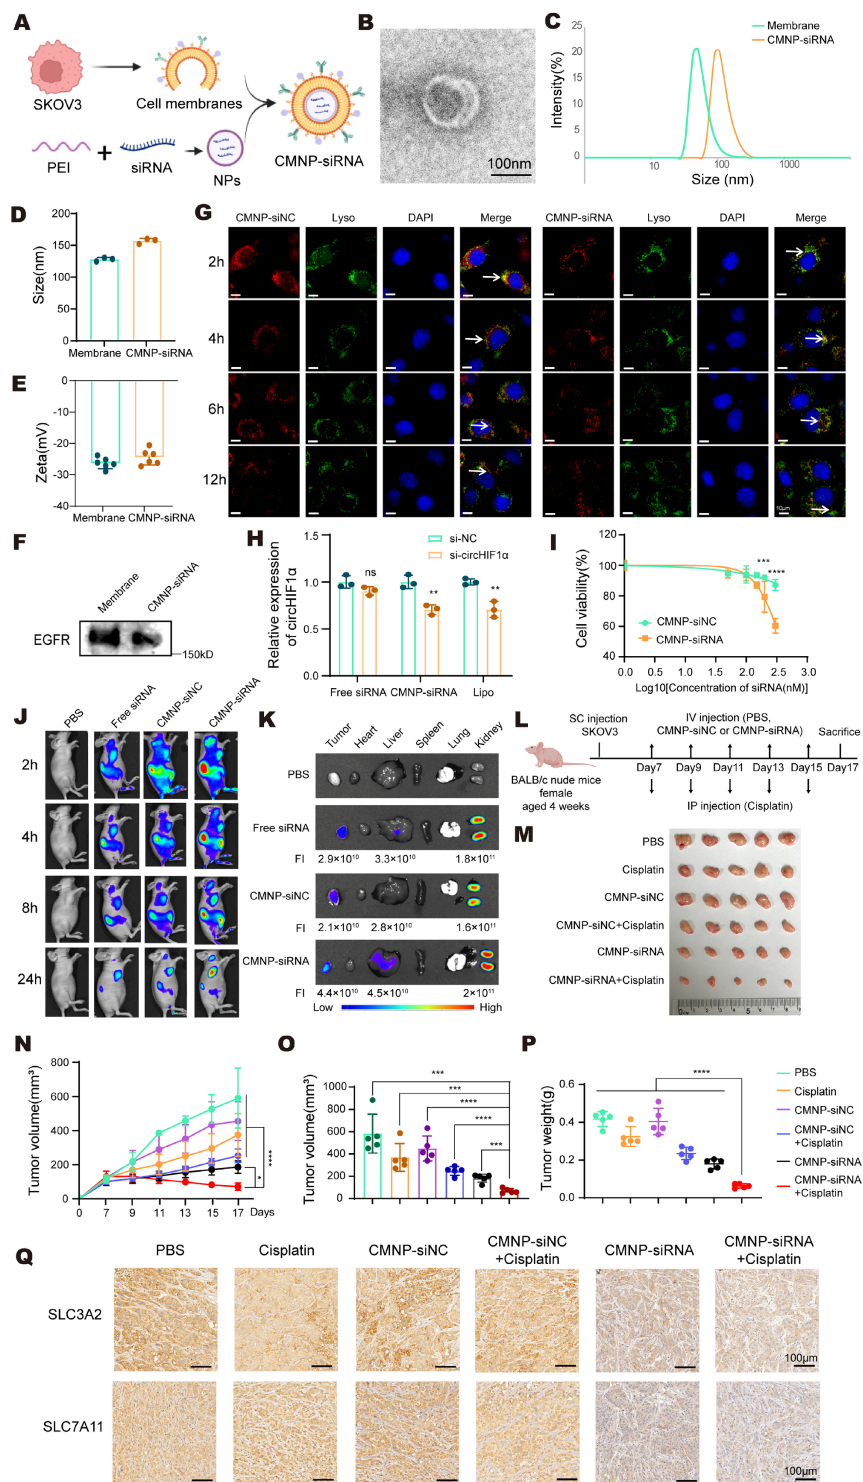 A
SKOV3
Cell membranes
PEI
siRNA
NPs
CMNP-siRNA
B
100nm
C
Membrane
CMNP-siRNA
Intensity(%)
25
20
15
10
5
0
10
100
1000
Size (nm)
D
Size(nm)
200
150
100
50
0
Membrane CMNP-siRNA
E
Zeta(mV)
0
-10
-20
-30
-40
Membrane CMNP-siRNA
F
Membrane
CMNP-siRNA
EGFR
150kD
G
CMNP-siNC Lyso DAPI Merge CMNP-siRNA Lyso DAPI Merge
2h
4h
6h
12h
10μm
H
si-NC
si-circHIF1α
Relative expression
of circHIF1α
1.5
1.0
0.5
0.0
ns
**
**
Free siRNA CMNP-siRNA Lipo
I
Cell viability(%)
120
100
80
60
40
20
0
***
****
CMNP-siNC
CMNP-siRNA
0.0 0.5 1.0 1.5 2.0 2.5 3.0
Log10[Concentration of siRNA(nM)]
J
PBS
Free siRNA
CMNP-siNC
CMNP-siRNA
2h
4h
8h
24h
K
Tumor
Heart
Liver
Spleen
Lung
Kidney
PBS
Free siRNA
FI 2.9×10¹⁰ 3.3×10¹⁰ 1.8×10¹¹
CMNP-siNC
FI 2.1×10¹⁰ 2.8×10¹⁰ 1.6×10¹¹
CMNP-siRNA
FI 4.4×10¹⁰ 4.5×10¹⁰ 2×10¹¹
Low High
L
SC injection
SKOV3
IV injection (PBS,
CMNP-siNC or CMNP-siRNA)
Sacrifice
Day7 Day9 Day11 Day13 Day15 Day17
BALB/c nude mice
female
aged 4 weeks
IP injection (Cisplatin)
M
PBS
Cisplatin
CMNP-siNC
CMNP-siNC+Cisplatin
CMNP-siRNA
CMNP-siRNA+Cisplatin
N
Tumor volume(mm³)
800
600
400
200
0
0 7 9 11 13 15 17 Days
****
*
O
Tumor volume(mm³)
1000
800
600
400
200
0
***
***
****
****
***
P
Tumor weight(g)
0.6
0.4
0.2
0.0
****
PBS
Cisplatin
CMNP-siNC
CMNP-siNC
+Cisplatin
CMNP-siRNA
CMNP-siRNA
+Cisplatin
Q
PBS
Cisplatin
CMNP-siNC
CMNP-siNC
+Cisplatin
CMNP-siRNA
CMNP-siRNA
+Cisplatin
SLC3A2
100μm
SLC7A11
100μm